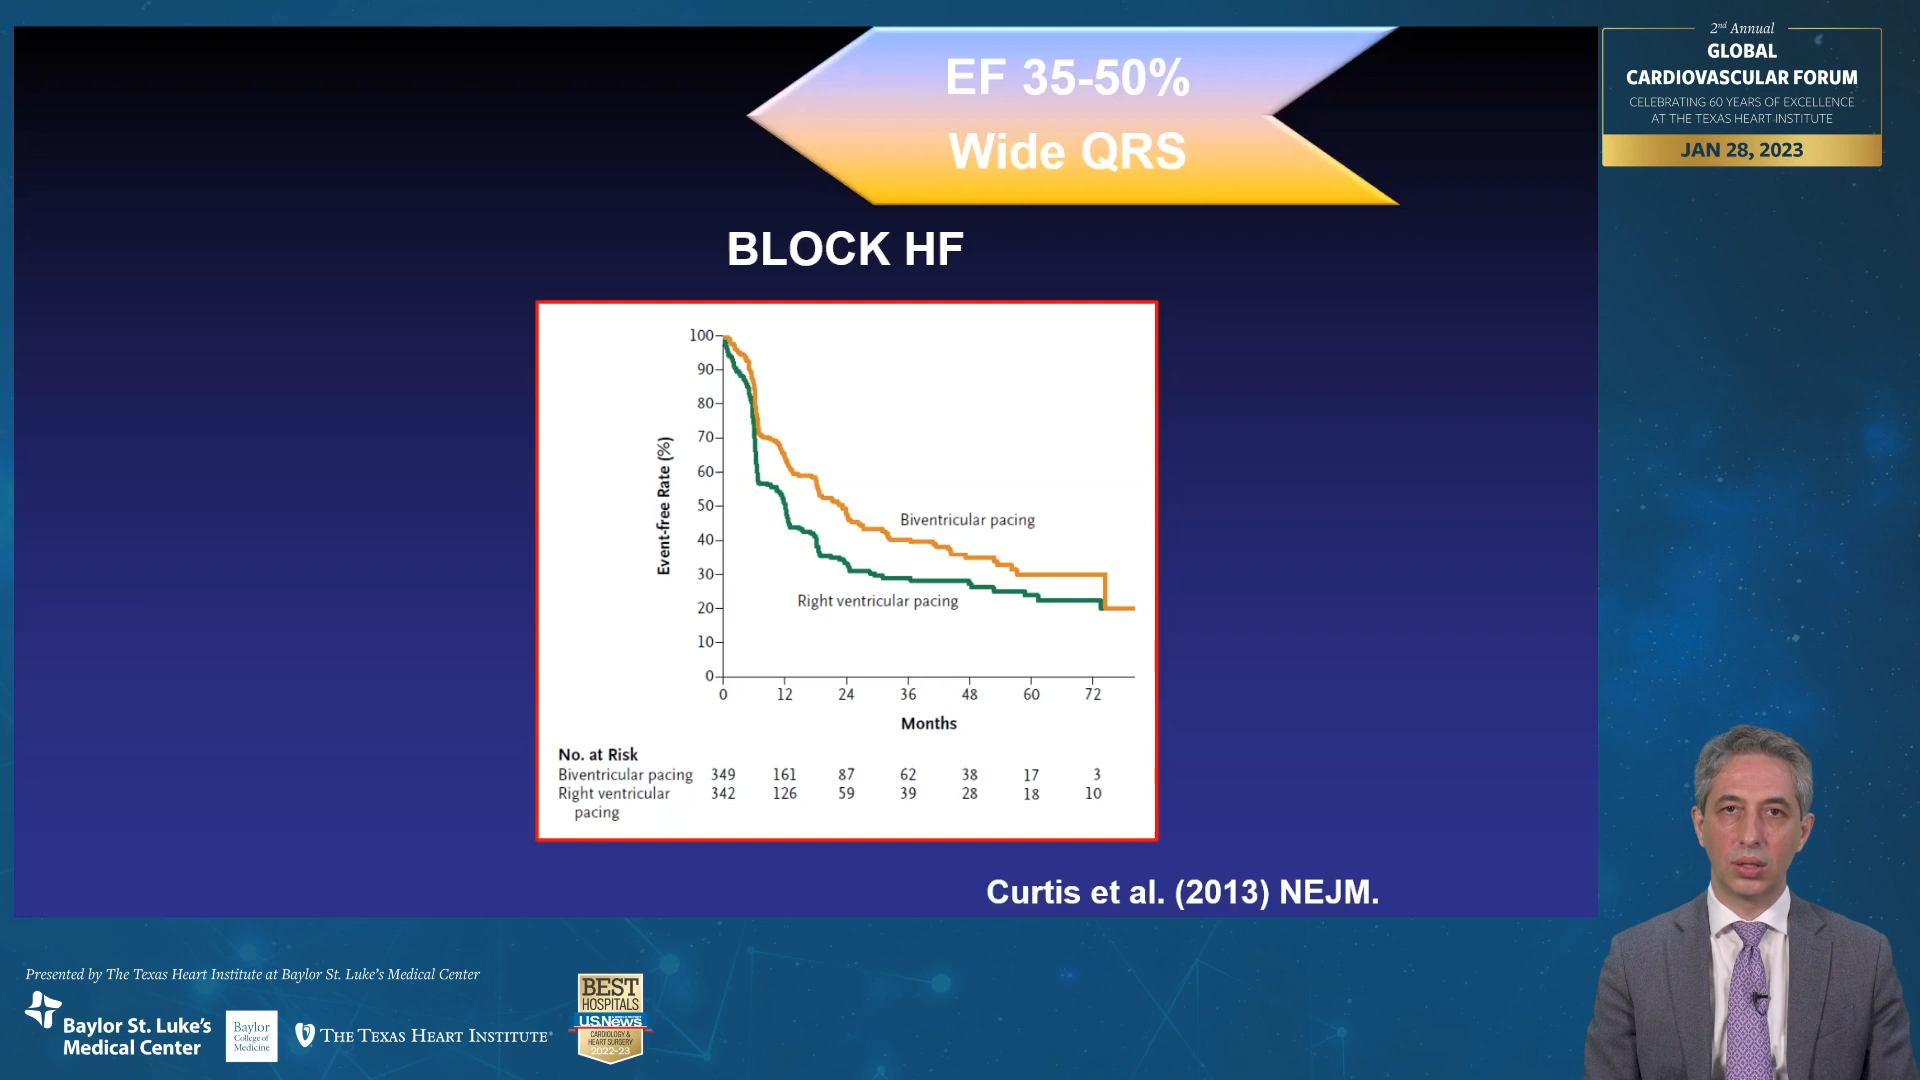 EF 35-50%
Wide QRS
2nd Annual
GLOBAL
CARDIOVASCULAR FORUM
CELEBRATING 60 YEARS OF EXCELLENCE
AT THE TEXAS HEART INSTITUTE
JAN 28, 2023
BLOCK HF
Event-free Rate (%)
100
90
80
70
60
50
40
30
20
10
0
Biventricular pacing
Right ventricular pacing
0 12 24 36 48 60 72
Months
No. at Risk
Biventricular pacing 349 161 87 62 38 17 3
Right ventricular 342 126 59 39 28 18 10
pacing
Curtis et al. (2013) NEJM.
Presented by The Texas Heart Institute at Baylor St. Luke's Medical Center
Baylor St. Luke's
Medical Center
Baylor
College of
Medicine
THE TEXAS HEART INSTITUTE®
BEST
HOSPITALS
U.S.News
CARDIOLOGY &
HEART SURGERY
2022-23